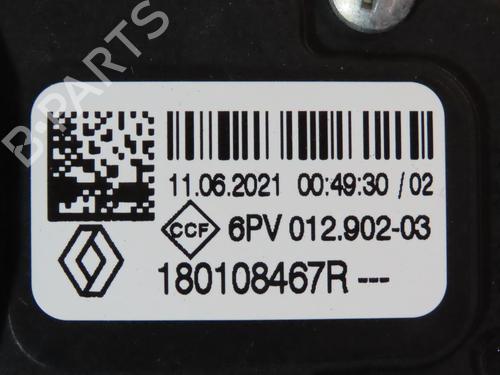 B-PARTS
11.06.2021 00:49:30 / 02
CCF 6PV 012.902-03
180108467R ---